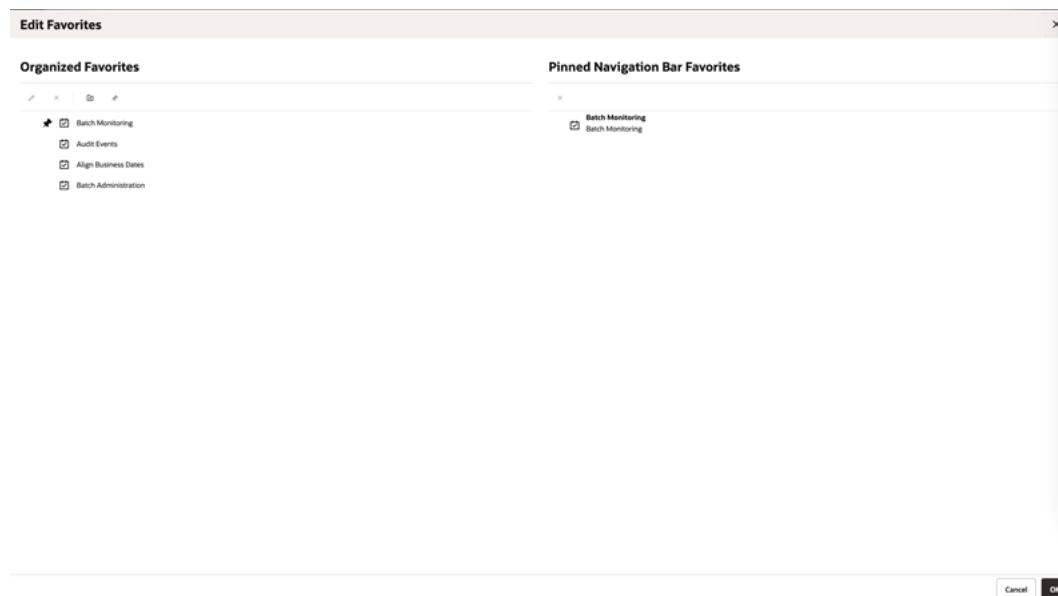 Edit Favorites
Organized Favorites
Batch Monitoring
Audit Events
Align Business Dates
Batch Administration
Pinned Navigation Bar Favorites
Batch Monitoring
Batch Monitoring
Cancel